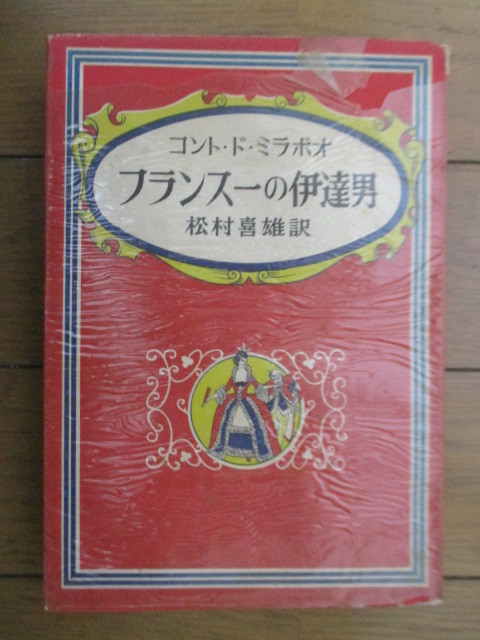 コント・ド・ミラボオ
フランス一の伊達男
松村喜雄訳